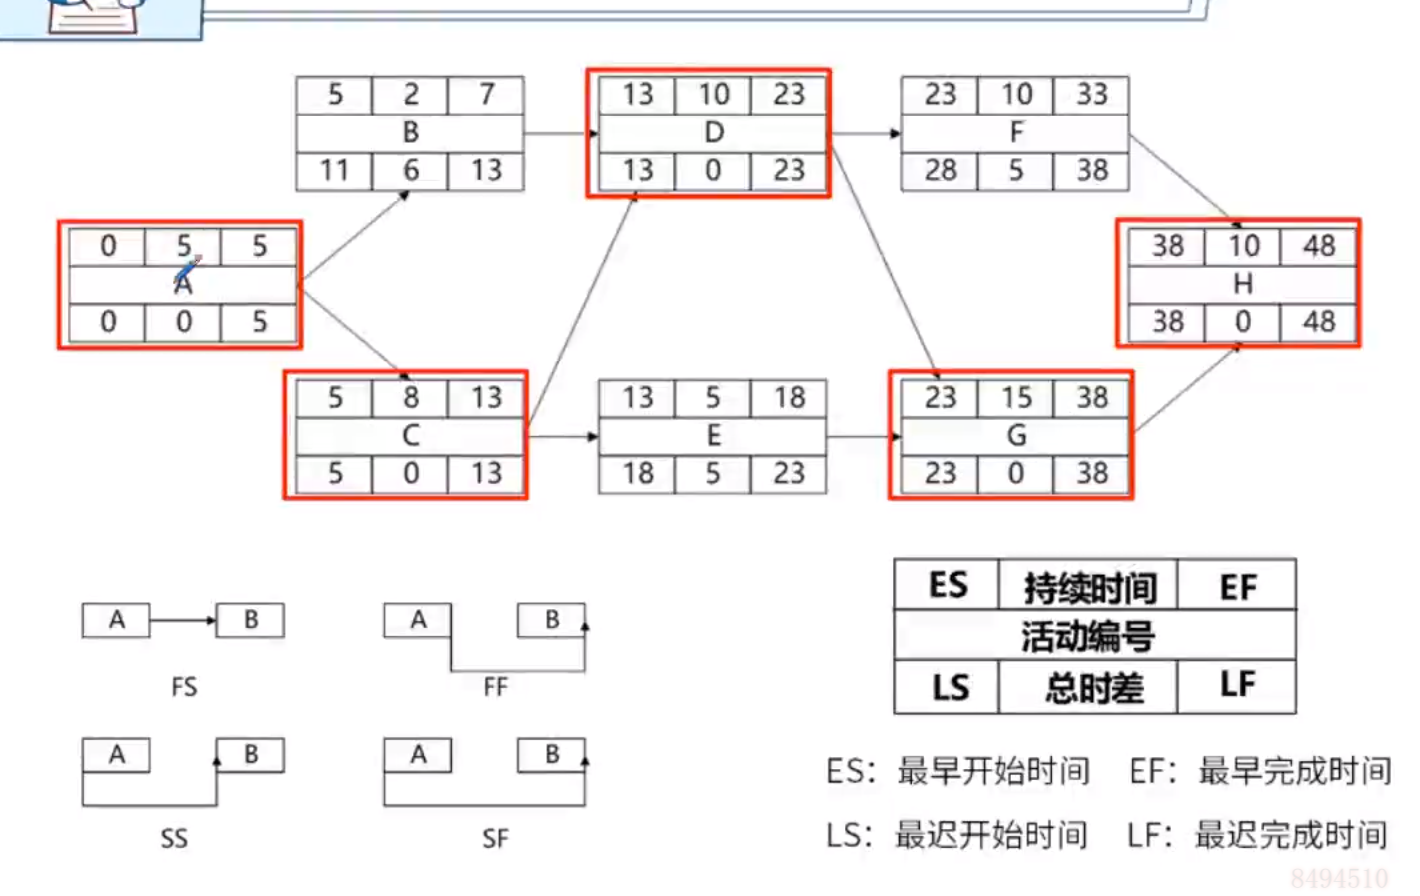 5 2 7
B
11 6 13
13 10 23
D
13 0 23
23 10 33
F
28 5 38
0 5 5
A
0 0 5
38 10 48
H
38 0 48
5 8 13
C
5 0 13
13 5 18
E
18 5 23
23 15 38
G
23 0 38
A B
FS
A B
FF
A B
SS
A B
SF
ES 持续时间 EF
活动编号
LS 总时差 LF
ES：最早开始时间 EF：最早完成时间
LS：最迟开始时间 LF：最迟完成时间
8494510